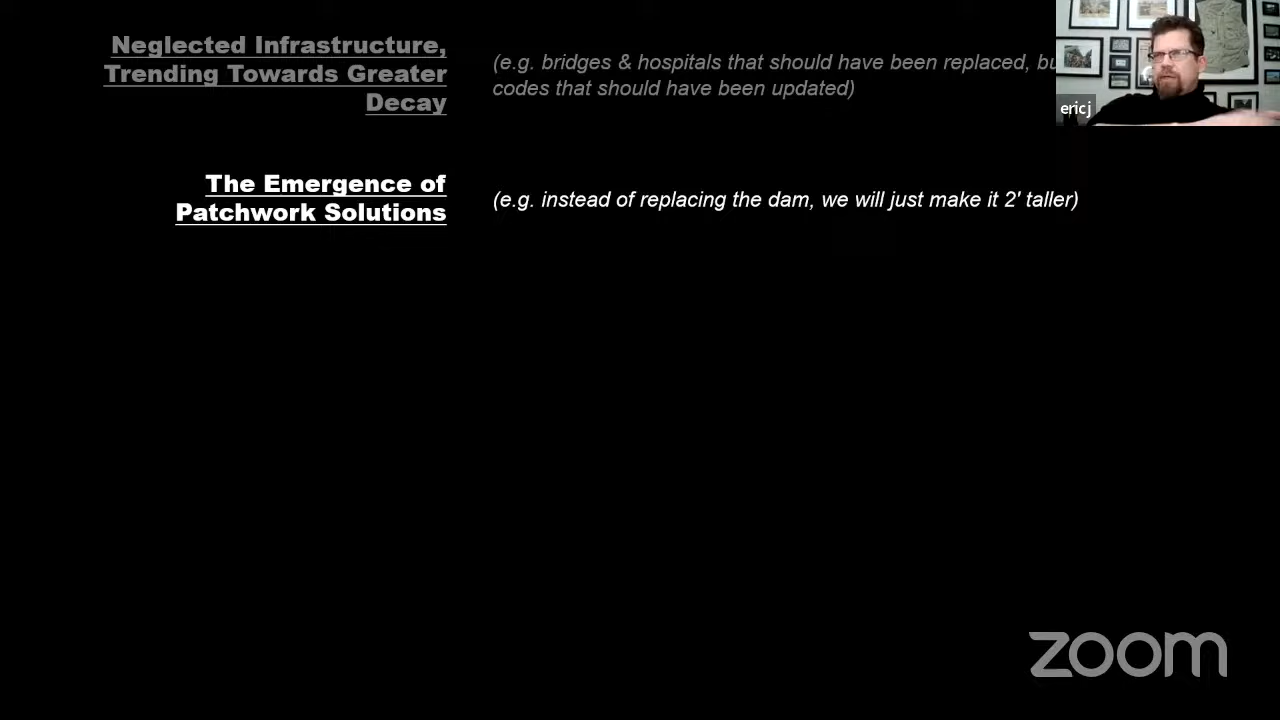 Neglected Infrastructure,
Trending Towards Greater
Decay
(e.g. bridges & hospitals that should have been replaced,
codes that should have been updated)
ericj
The Emergence of
Patchwork Solutions
(e.g. instead of replacing the dam, we will just make it 2' taller)
zoom